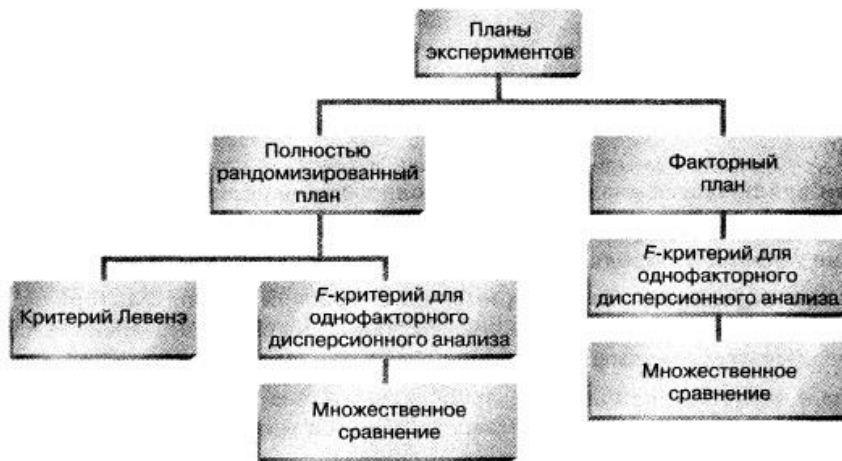 Планы
экспериментов
Полностью
рандомизированный
план
Факторный
план
Критерий Левенэ
F-критерий для
однофакторного
дисперсионного анализа
Множественное
сравнение
F-критерий для
однофакторного
дисперсионного анализа
Множественное
сравнение